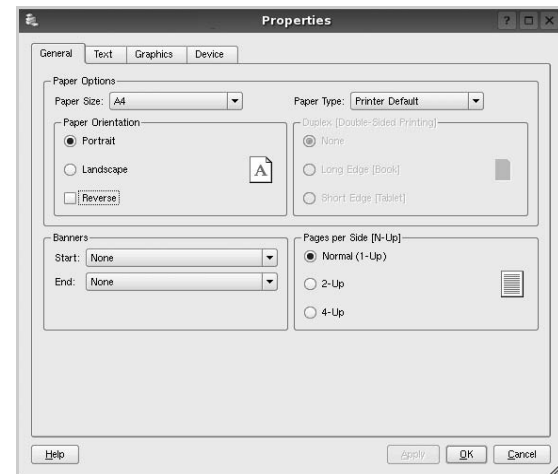 Properties
General Text Graphics Device
Paper Options
Paper Size: A4
Paper Type: Printer Default
Paper Orientation
Portrait
Landscape
Reverse
A
Duplex [Double-Sided Printing]
None
Long Edge [Book]
Short Edge [Tablet]
Banners
Start: None
End: None
Pages per Side [N-Up]
Normal (1-Up)
2-Up
4-Up
Help Apply OK Cancel